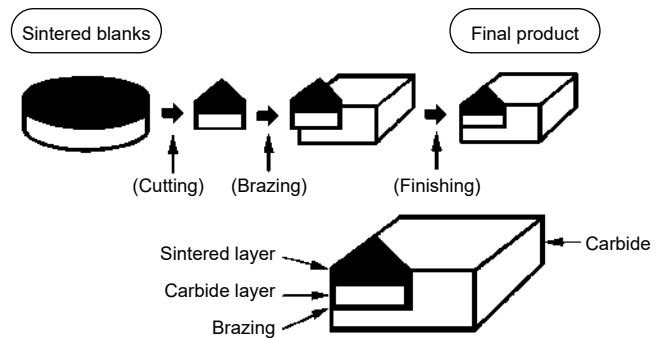 Sintered blanks
Final product
(Cutting)
(Brazing)
(Finishing)
Sintered layer
Carbide layer
Brazing
Carbide